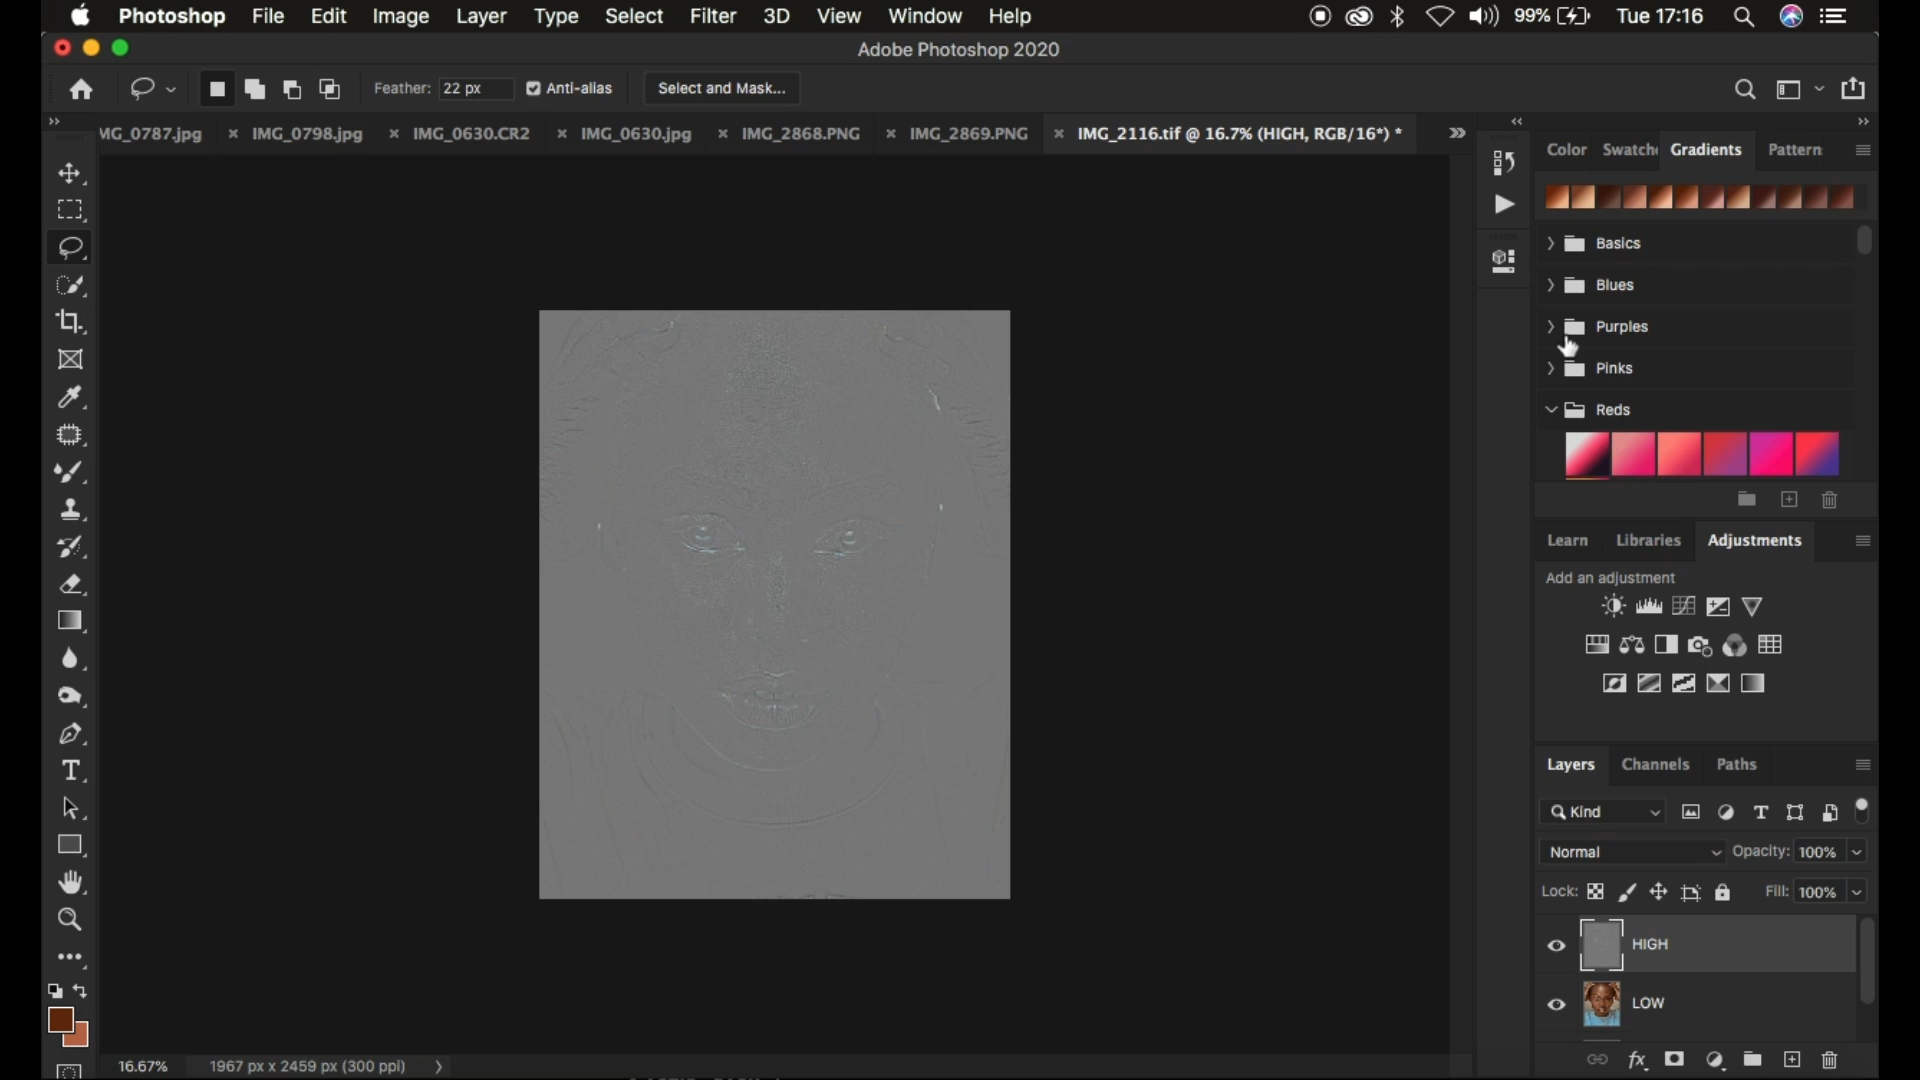 Photoshop File Edit Image Layer Type Select Filter 3D View Window Help 99% Tue 17:16
Adobe Photoshop 2020
Feather: 22 px Anti-alias Select and Mask...
MG_0787.jpg × IMG_0798.jpg × IMG_0630.CR2 × IMG_0630.jpg × IMG_2868.PNG × IMG_2869.PNG × IMG_2116.tif @ 16.7% (HIGH, RGB/16*) *
Color Swatche Gradients Pattern
Basics
Blues
Purples
Pinks
Reds
Learn Libraries Adjustments
Add an adjustment
Layers Channels Paths
Kind
Normal Opacity: 100%
Lock: Fill: 100%
HIGH
LOW
fx
16.67% 1967 px x 2459 px (300 ppi)